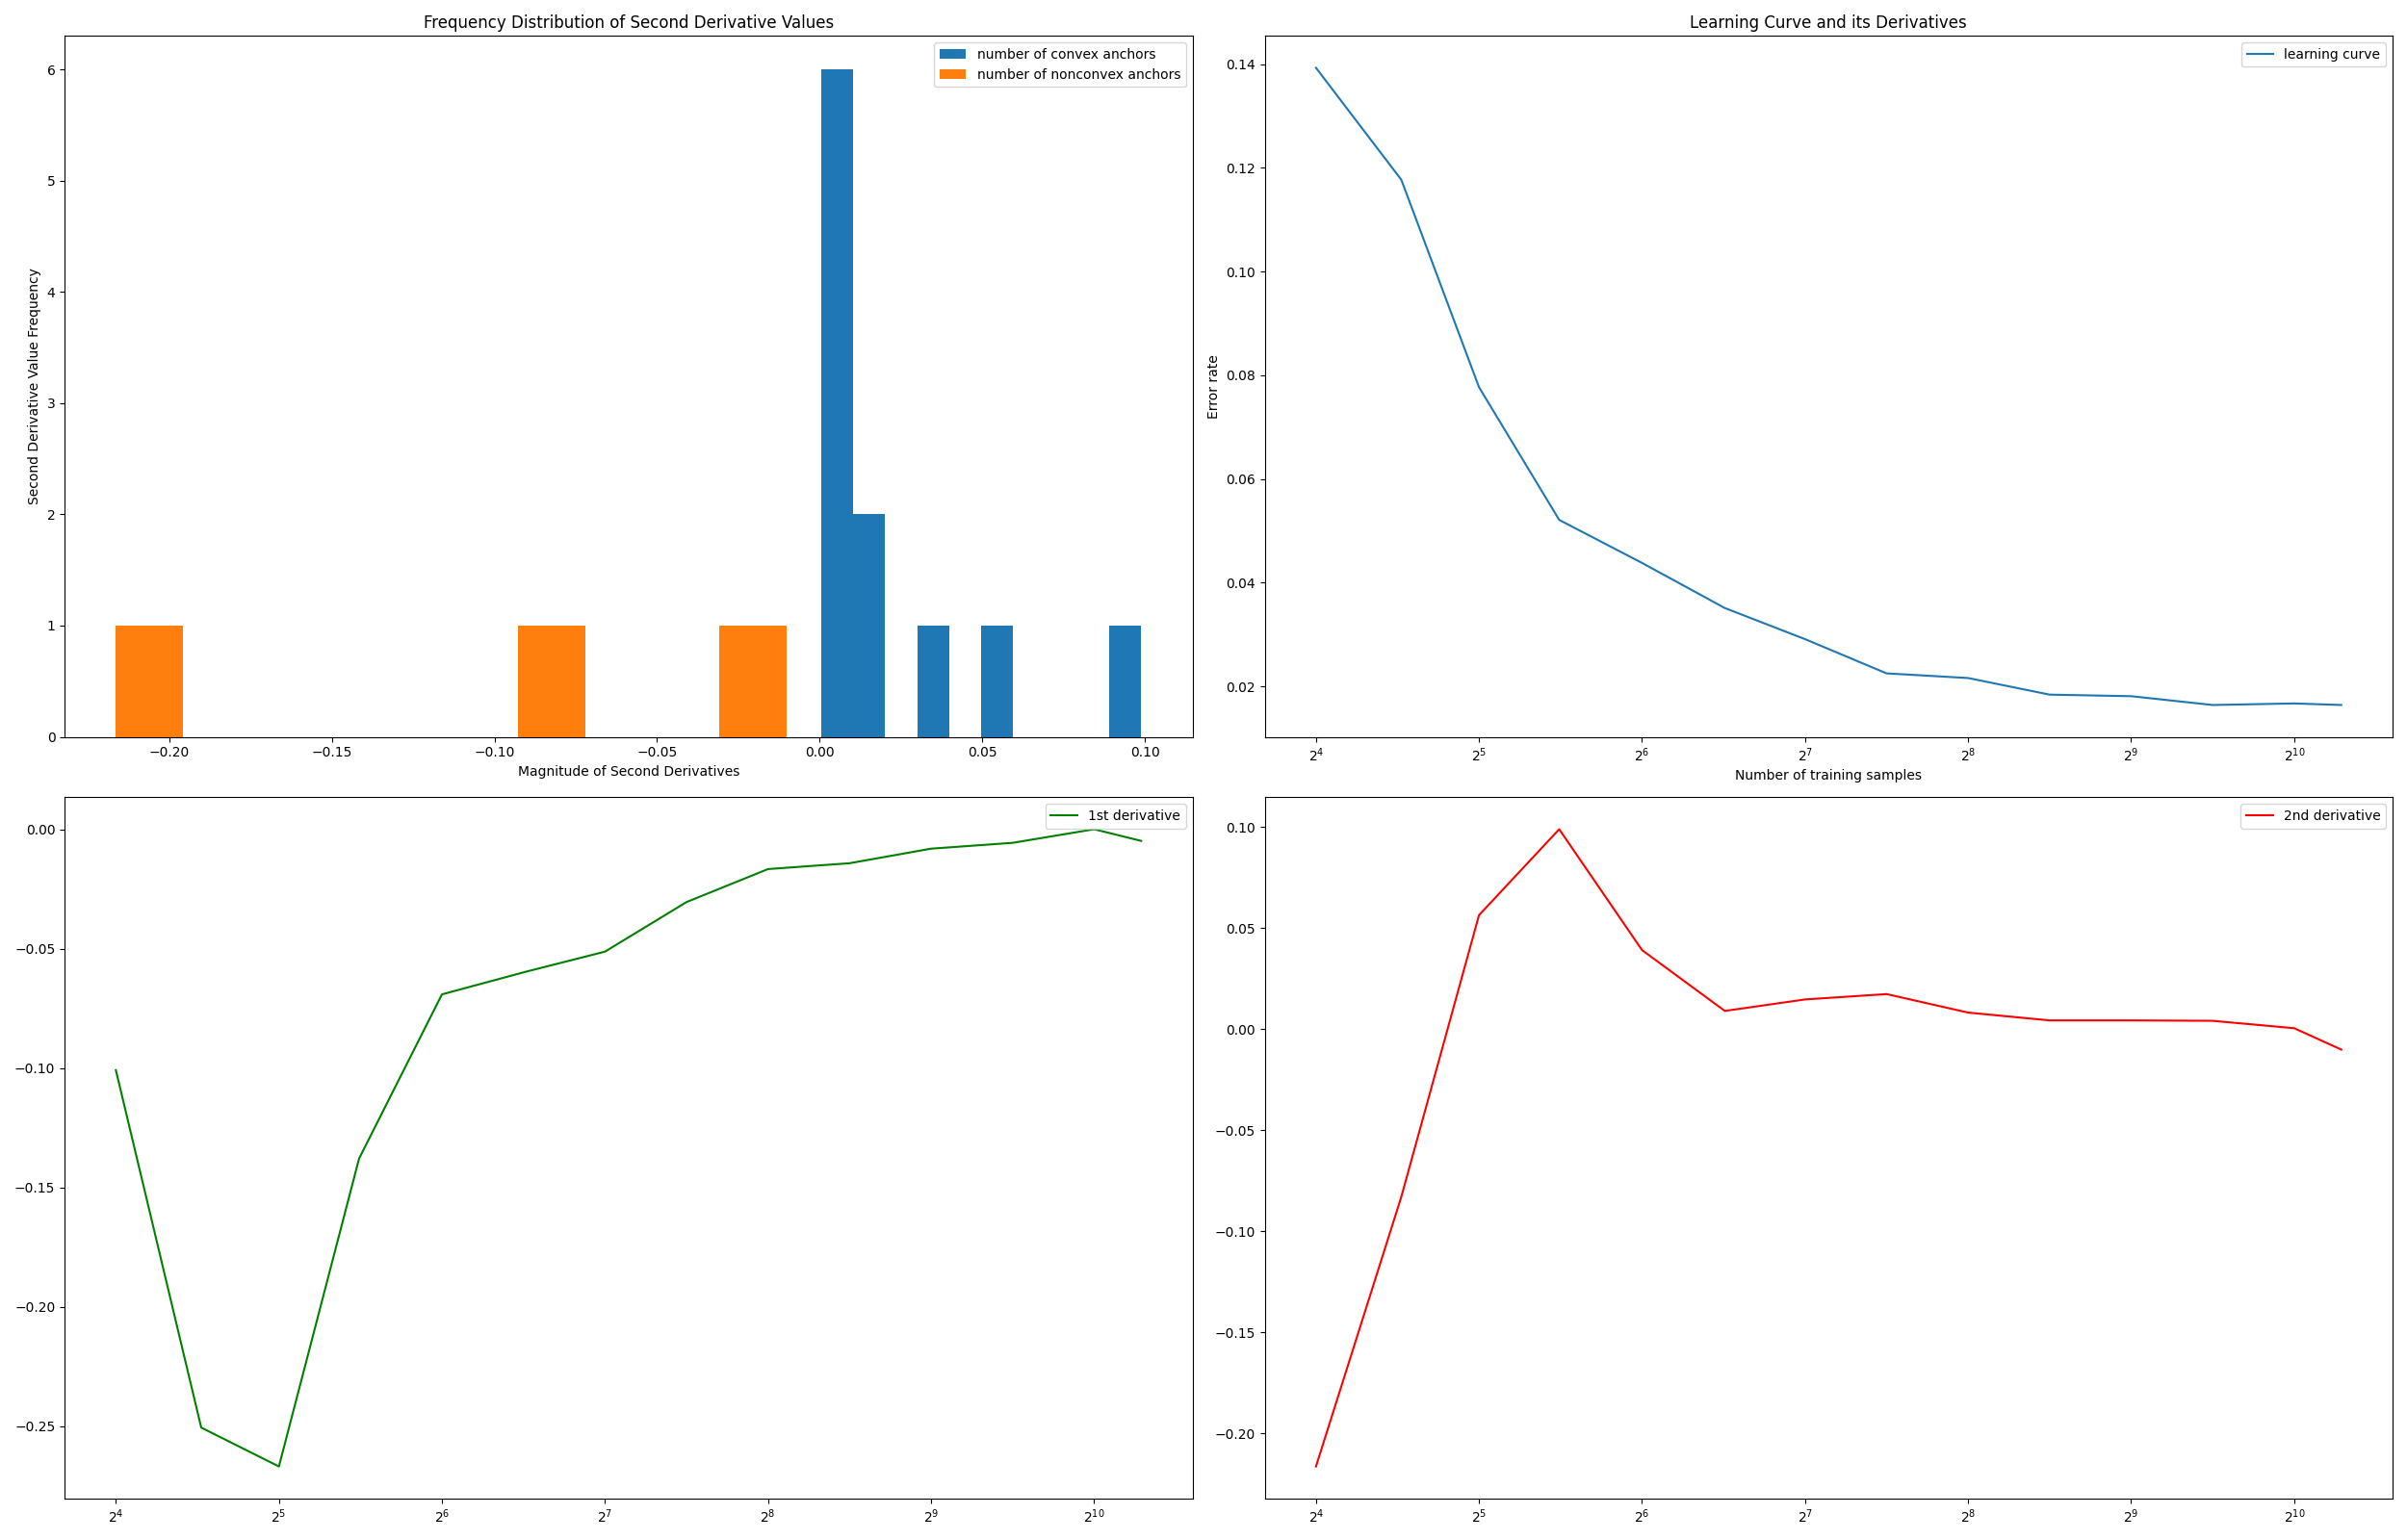 Frequency Distribution of Second Derivative Values
number of convex anchors
number of nonconvex anchors
Second Derivative Value Frequency
6
5
4
3
2
1
0
−0.20 −0.15 −0.10 −0.05 0.00 0.05 0.10
Magnitude of Second Derivatives
Learning Curve and its Derivatives
learning curve
Error rate
0.14
0.12
0.10
0.08
0.06
0.04
0.02
2⁴ 2⁵ 2⁶ 2⁷ 2⁸ 2⁹ 2¹⁰
Number of training samples
1st derivative
0.00
−0.05
−0.10
−0.15
−0.20
−0.25
2⁴ 2⁵ 2⁶ 2⁷ 2⁸ 2⁹ 2¹⁰
2nd derivative
0.10
0.05
0.00
−0.05
−0.10
−0.15
−0.20
2⁴ 2⁵ 2⁶ 2⁷ 2⁸ 2⁹ 2¹⁰